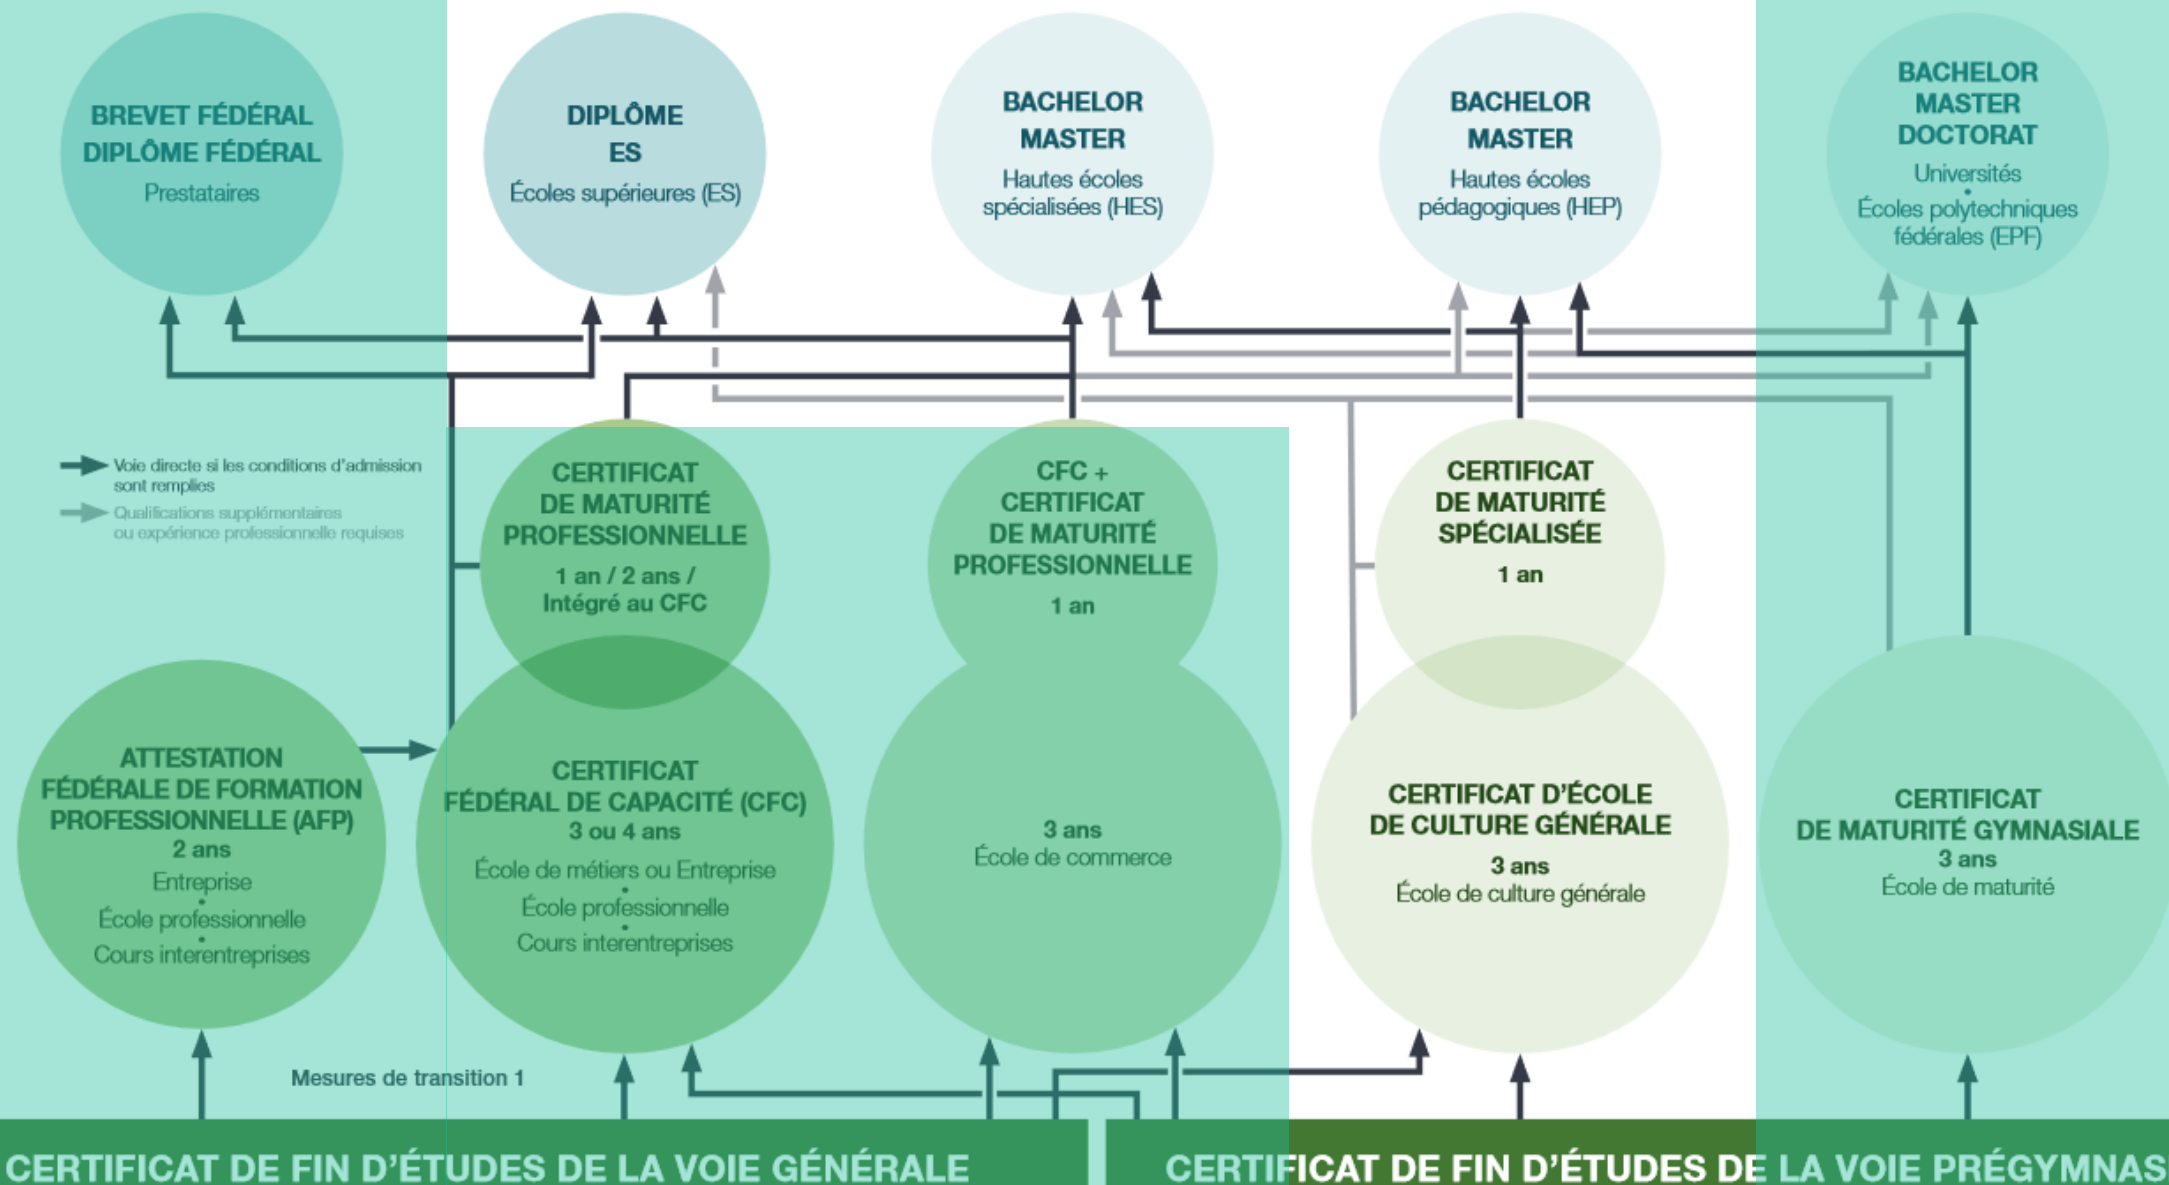 BREVET FÉDÉRAL
DIPLÔME FÉDÉRAL
Prestataires
DIPLÔME
ES
Écoles supérieures (ES)
BACHELOR
MASTER
Hautes écoles
spécialisées (HES)
BACHELOR
MASTER
Hautes écoles
pédagogiques (HEP)
BACHELOR
MASTER
DOCTORAT
Universités
•
Écoles polytechniques
fédérales (EPF)
Voie directe si les conditions d'admission
sont remplies
Qualifications supplémentaires
ou expérience professionnelle requises
CERTIFICAT
DE MATURITÉ
PROFESSIONNELLE
1 an / 2 ans /
Intégré au CFC
CFC +
CERTIFICAT
DE MATURITÉ
PROFESSIONNELLE
1 an
CERTIFICAT
DE MATURITÉ
SPÉCIALISÉE
1 an
ATTESTATION
FÉDÉRALE DE FORMATION
PROFESSIONNELLE (AFP)
2 ans
Entreprise
•
École professionnelle
•
Cours interentreprises
CERTIFICAT
FÉDÉRAL DE CAPACITÉ (CFC)
3 ou 4 ans
École de métiers ou Entreprise
•
École professionnelle
•
Cours interentreprises
3 ans
École de commerce
CERTIFICAT D'ÉCOLE
DE CULTURE GÉNÉRALE
3 ans
École de culture générale
CERTIFICAT
DE MATURITÉ GYMNASIALE
3 ans
École de maturité
Mesures de transition 1
CERTIFICAT DE FIN D'ÉTUDES DE LA VOIE GÉNÉRALE
CERTIFICAT DE FIN D'ÉTUDES DE LA VOIE PRÉGYMNAS